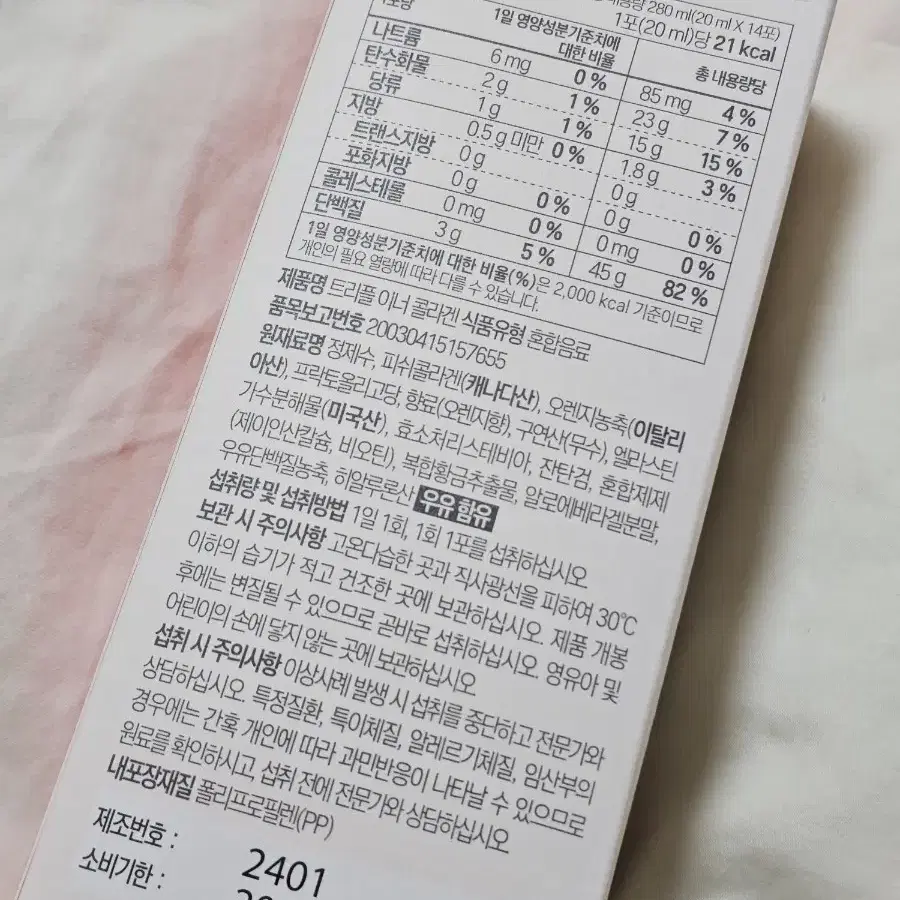 내용량 280 ml(20 ml X 14포)
1포(20 ml)당 21 kcal
1포당 1일 영양성분기준치에 대한 비율 총 내용량당
나트륨 6 mg 0 % 85 mg 4 %
탄수화물 2 g 1 % 23 g 7 %
당류 1 g 1 % 15 g 15 %
지방 0.5 g 미만 0 % 1.8 g 3 %
트랜스지방 0 g 0 g
포화지방 0 g 0 % 0 g 0 %
콜레스테롤 0 mg 0 % 0 mg 0 %
단백질 3 g 5 % 45 g 82 %
1일 영양성분기준치에 대한 비율(%)은 2,000 kcal 기준이므로
개인의 필요 열량에 따라 다를 수 있습니다.
제품명 트리플 이너 콜라겐 식품유형 혼합음료
품목보고번호 20030415157655
원재료명 정제수, 피쉬콜라겐(캐나다산), 오렌지농축(이탈리
아산), 프락토올리고당 향료(오렌지향), 구연산(무수), 엘라스틴
가수분해물(미국산), 효소처리스테비아, 잔탄검, 혼합제제
(제이인산칼슘, 비오틴), 복합황금추출물, 알로에베라겔분말,
우유단백질농축, 히알루론산 우유 함유
섭취량 및 섭취방법 1일 1회, 1회 1포를 섭취하십시오
보관 시 주의사항 고온다습한 곳과 직사광선을 피하여 30℃
이하의 습기가 적고 건조한 곳에 보관하십시오. 제품 개봉
후에는 변질될 수 있으므로 곧바로 섭취하십시오. 영유아 및
어린이의 손에 닿지 않는 곳에 보관하십시오
섭취 시 주의사항 이상사례 발생 시 섭취를 중단하고 전문가와
상담하십시오. 특정질환, 특이체질, 알레르기체질, 임산부의
경우에는 간혹 개인에 따라 과민반응이 나타날 수 있으므로
원료를 확인하시고, 섭취 전에 전문가와 상담하십시오
내포장재질 폴리프로필렌(PP)
제조번호 : 2401
소비기한 :